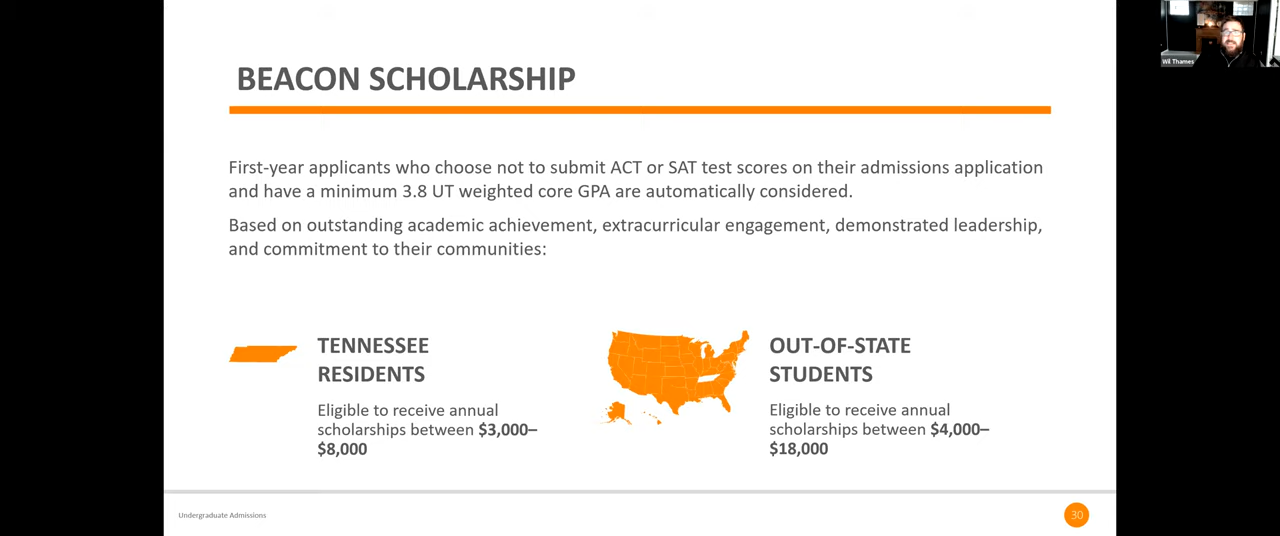 BEACON SCHOLARSHIP
Wil Thames
First-year applicants who choose not to submit ACT or SAT test scores on their admissions application
and have a minimum 3.8 UT weighted core GPA are automatically considered.
Based on outstanding academic achievement, extracurricular engagement, demonstrated leadership,
and commitment to their communities:
TENNESSEE
RESIDENTS
Eligible to receive annual
scholarships between $3,000–
$8,000
OUT-OF-STATE
STUDENTS
Eligible to receive annual
scholarships between $4,000–
$18,000
Undergraduate Admissions
30